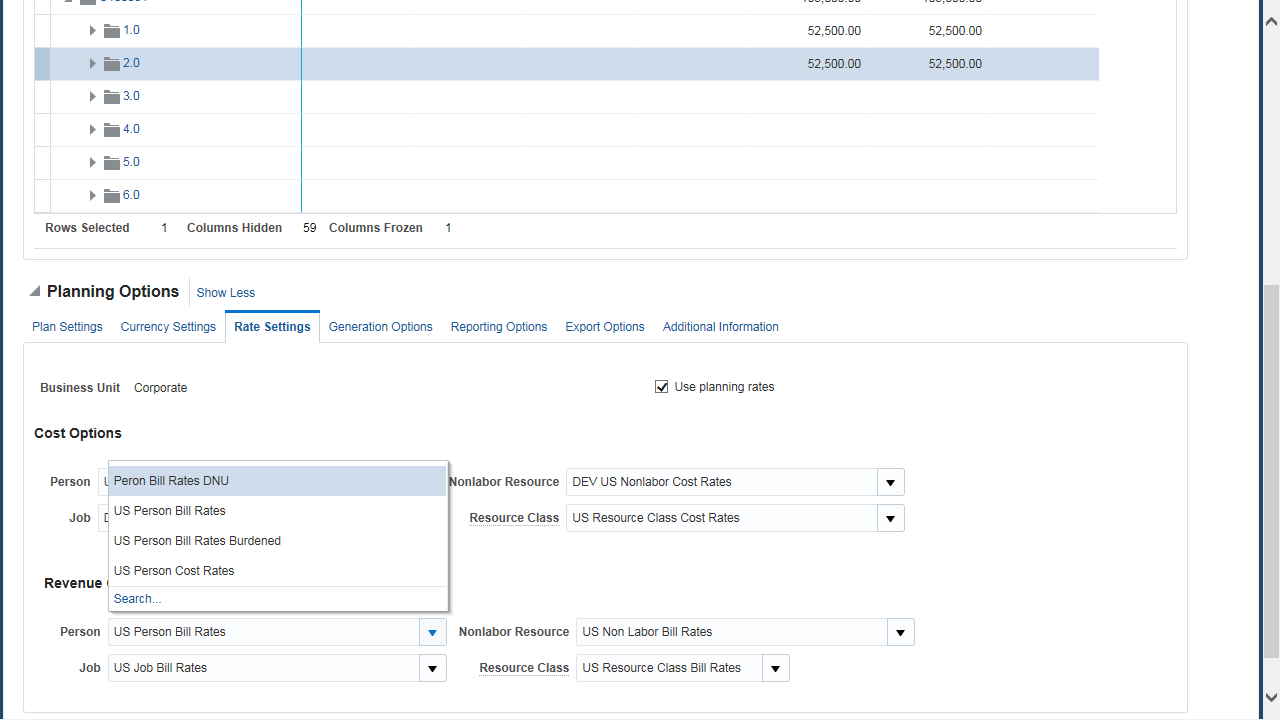 1.0 52,500.00 52,500.00
2.0 52,500.00 52,500.00
3.0
4.0
5.0
6.0
Rows Selected 1 Columns Hidden 59 Columns Frozen 1
Planning Options Show Less
Plan Settings Currency Settings Rate Settings Generation Options Reporting Options Export Options Additional Information
Business Unit Corporate Use planning rates
Cost Options
Person Nonlabor Resource DEV US Nonlabor Cost Rates
Job Resource Class US Resource Class Cost Rates
Peron Bill Rates DNU
US Person Bill Rates
US Person Bill Rates Burdened
US Person Cost Rates
Search...
Revenue
Person US Person Bill Rates Nonlabor Resource US Non Labor Bill Rates
Job US Job Bill Rates Resource Class US Resource Class Bill Rates